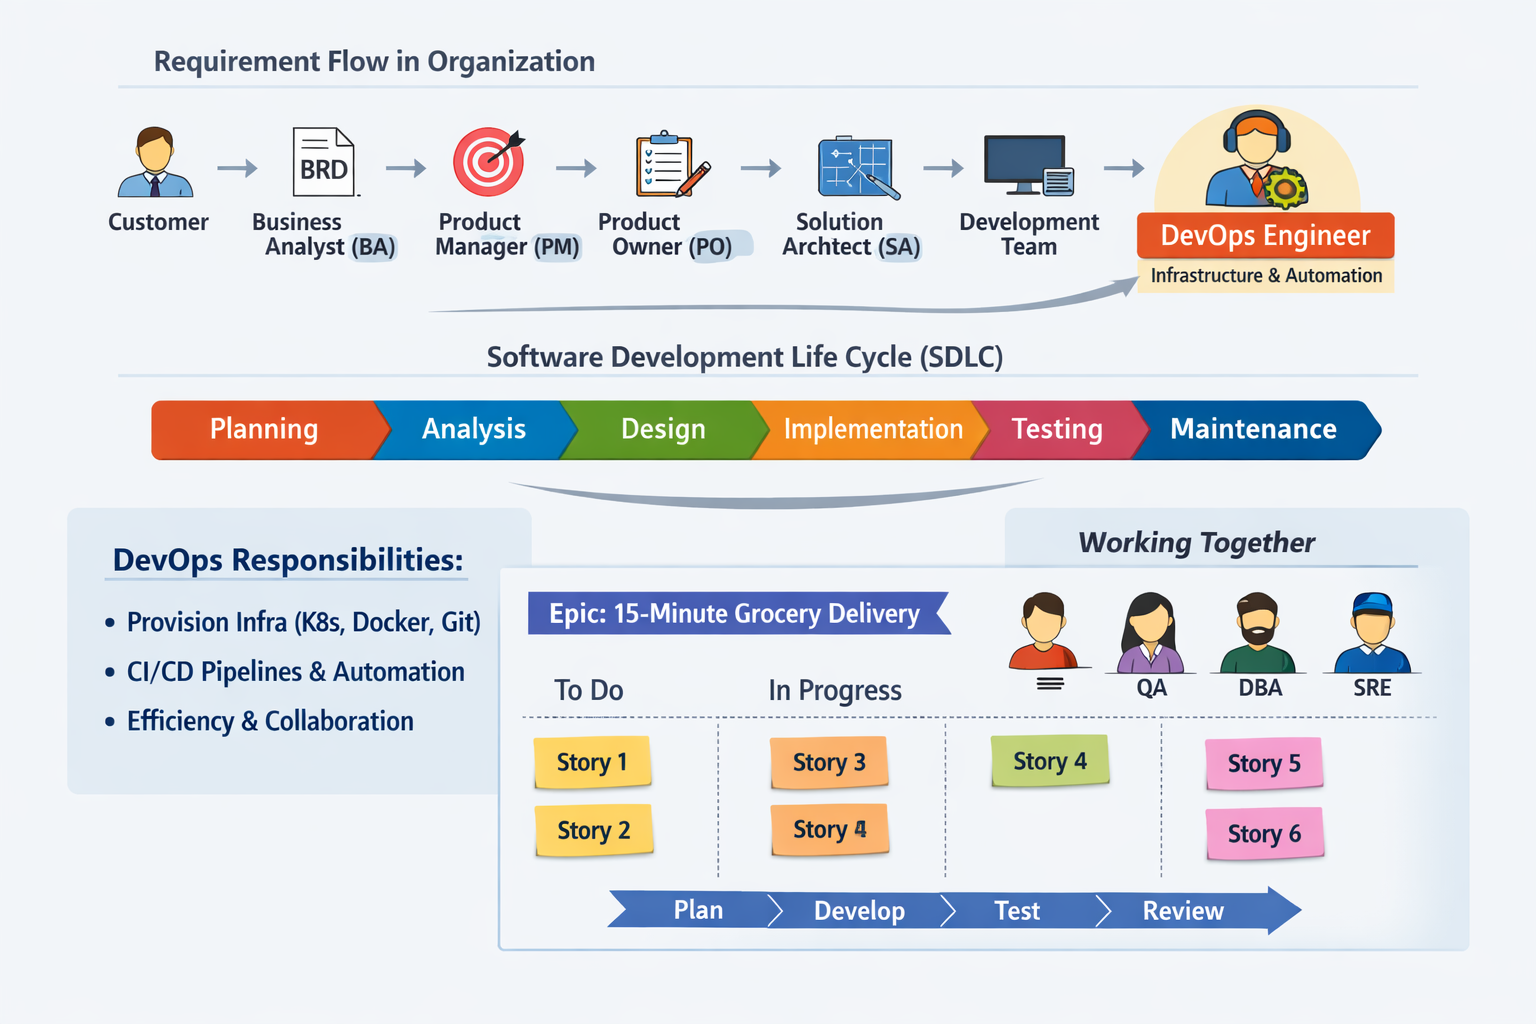 Requirement Flow in Organization
BRD
Customer
Business
Analyst (BA)
Product
Manager (PM)
Product
Owner (PO)
Solution
Archtect (SA)
Development
Team
DevOps Engineer
Infrastructure & Automation
Software Development Life Cycle (SDLC)
Planning
Analysis
Design
Implementation
Testing
Maintenance
DevOps Responsibilities:
• Provision Infra (K8s, Docker, Git)
• CI/CD Pipelines & Automation
• Efficiency & Collaboration
Working Together
Epic: 15-Minute Grocery Delivery
QA
DBA
SRE
To Do
In Progress
Story 1
Story 2
Story 3
Story 4
Story 4
Story 5
Story 6
Plan
Develop
Test
Review